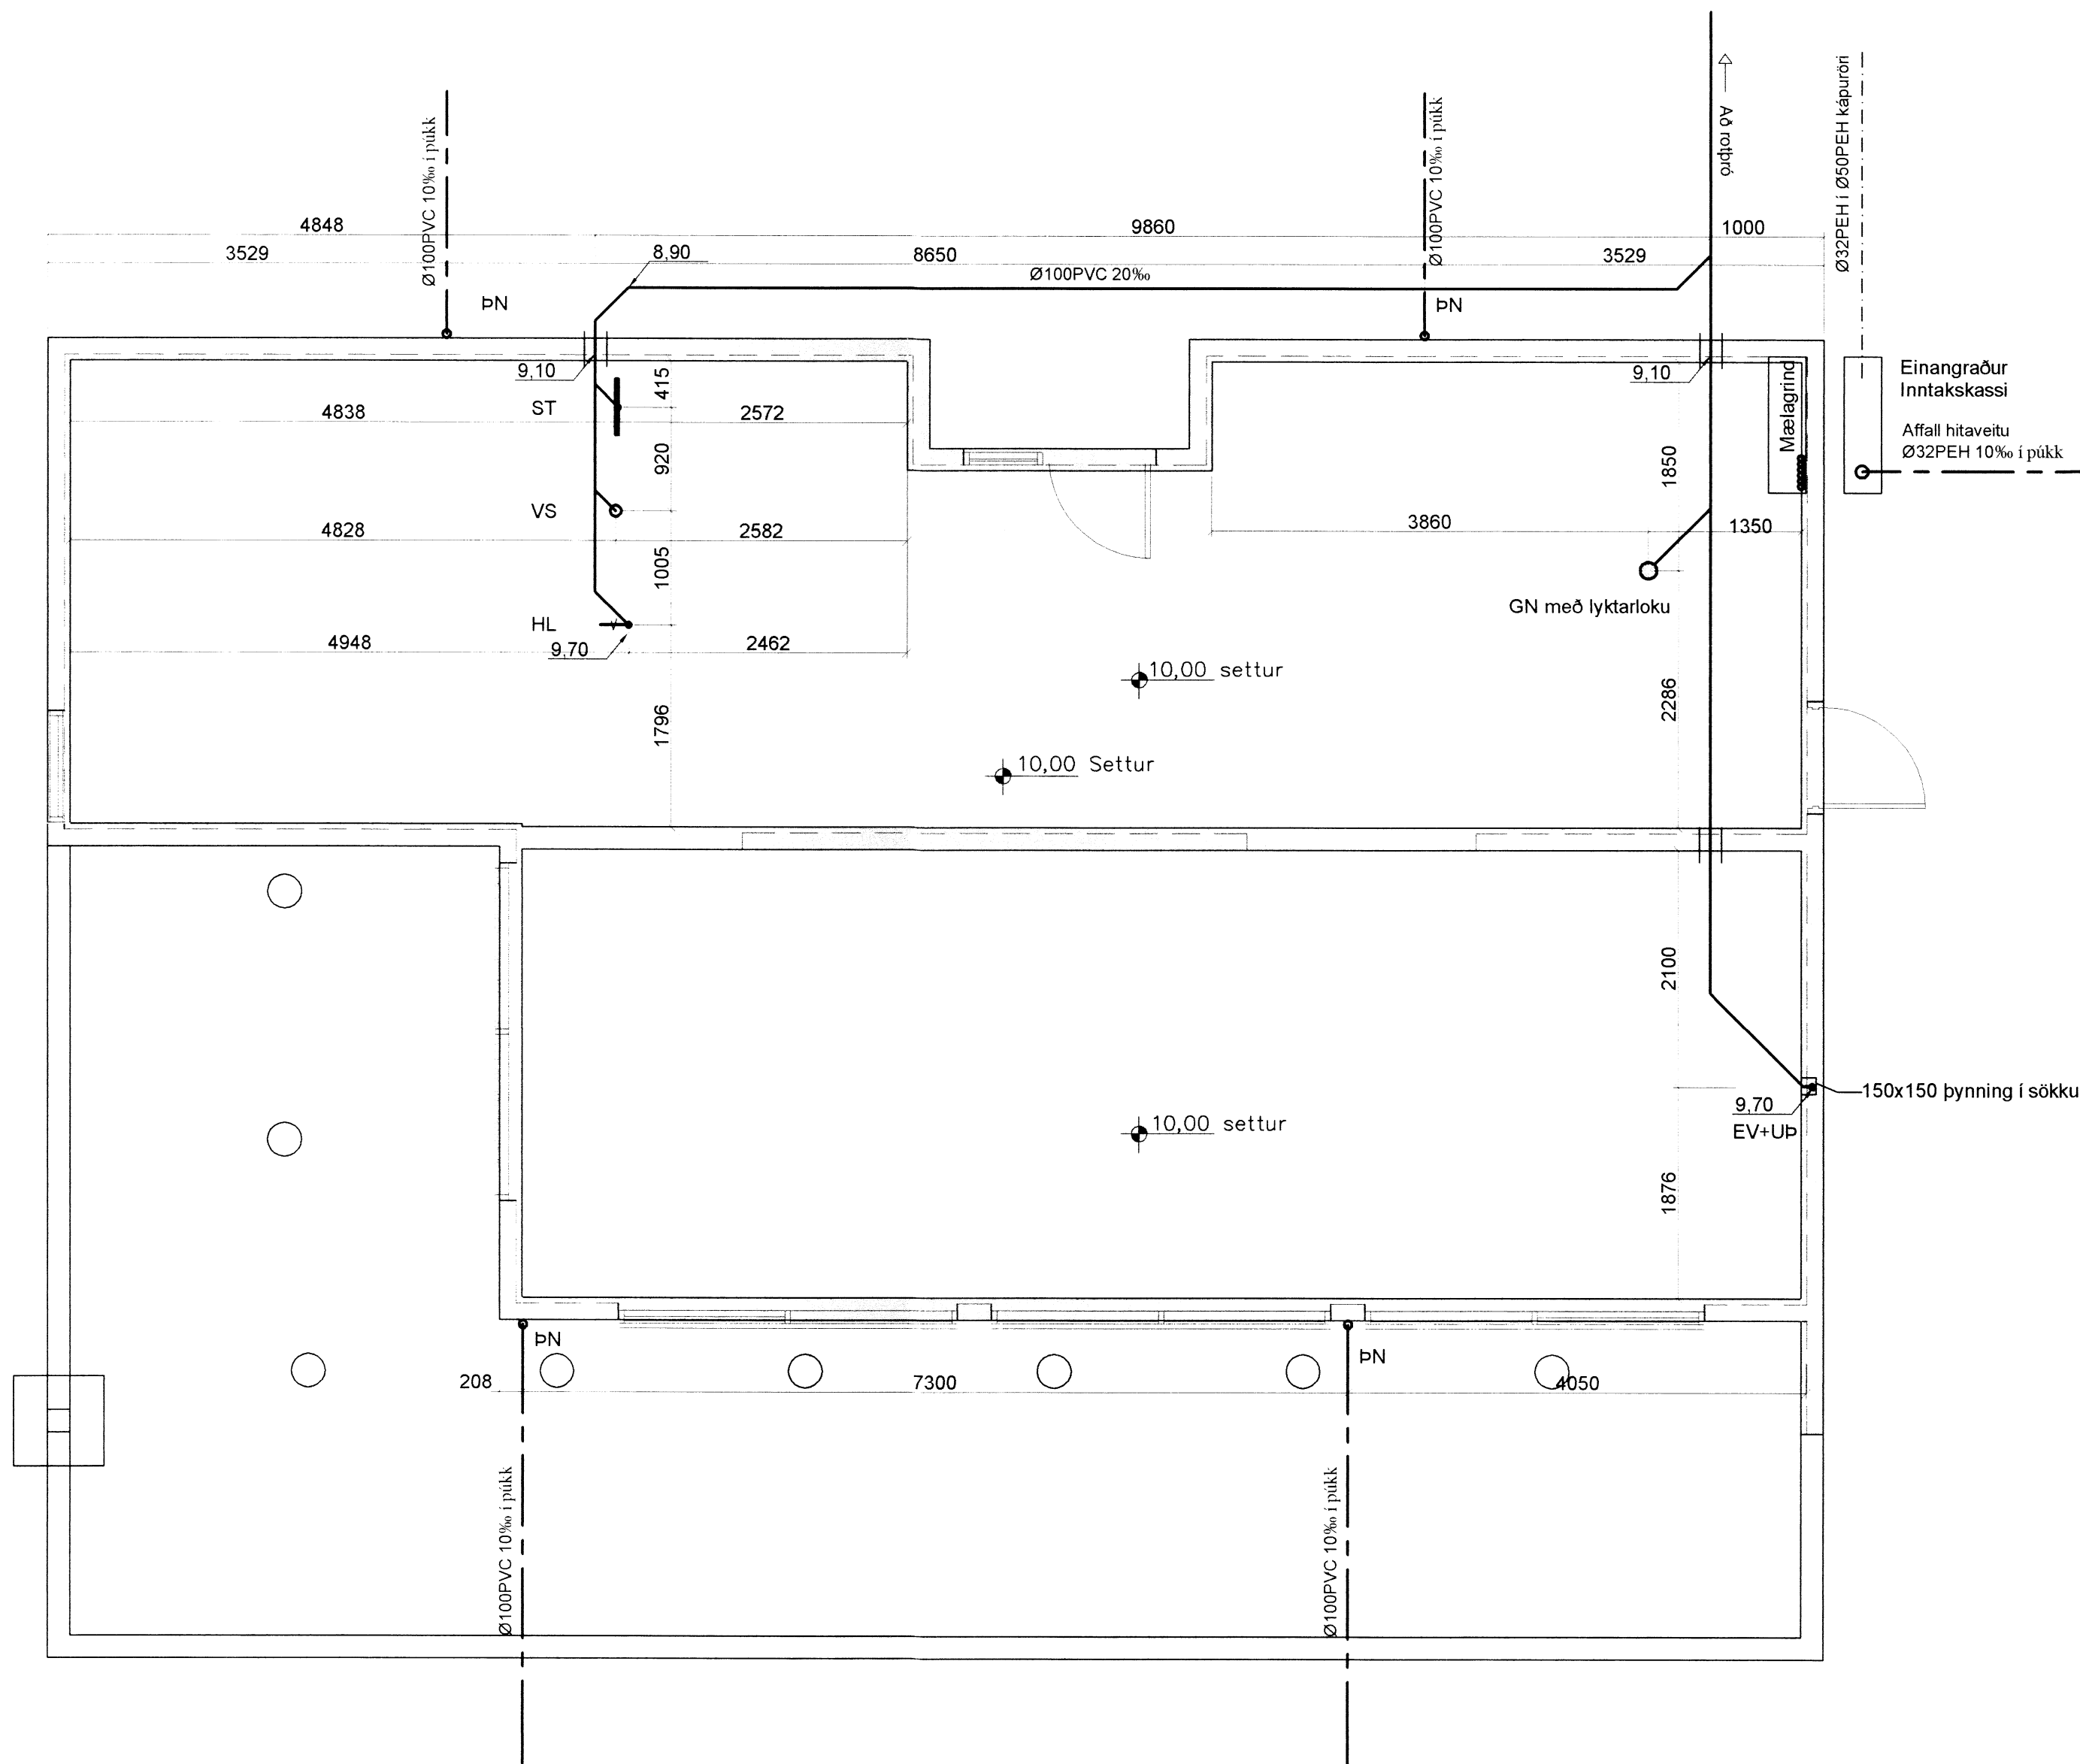 Ø100PVC 10‰ í púkk
Ø100PVC 10‰ í púkk
Að rotþró
Ø32PEH í Ø50PEH kápuröri
4848
9860
1000
3529
8,90
8650
3529
Ø100PVC 20‰
ÞN
ÞN
9,10
9,10
415
Mælagrind
Einangraður
Inntakskassi
ST
4838
2572
Affall hitaveitu
Ø32PEH 10‰ í púkk
920
1850
VS
4828
2582
3860
1350
1005
GN með lyktarloku
HL
4948
9,70
2462
10,00 settur
1796
2286
10,00 Settur
2100
150x150 þynning í sökku
9,70
EV+UÞ
10,00 settur
1876
ÞN
ÞN
208
7300
4050
Ø100PVC 10‰ í púkk
Ø100PVC 10‰ í púkk